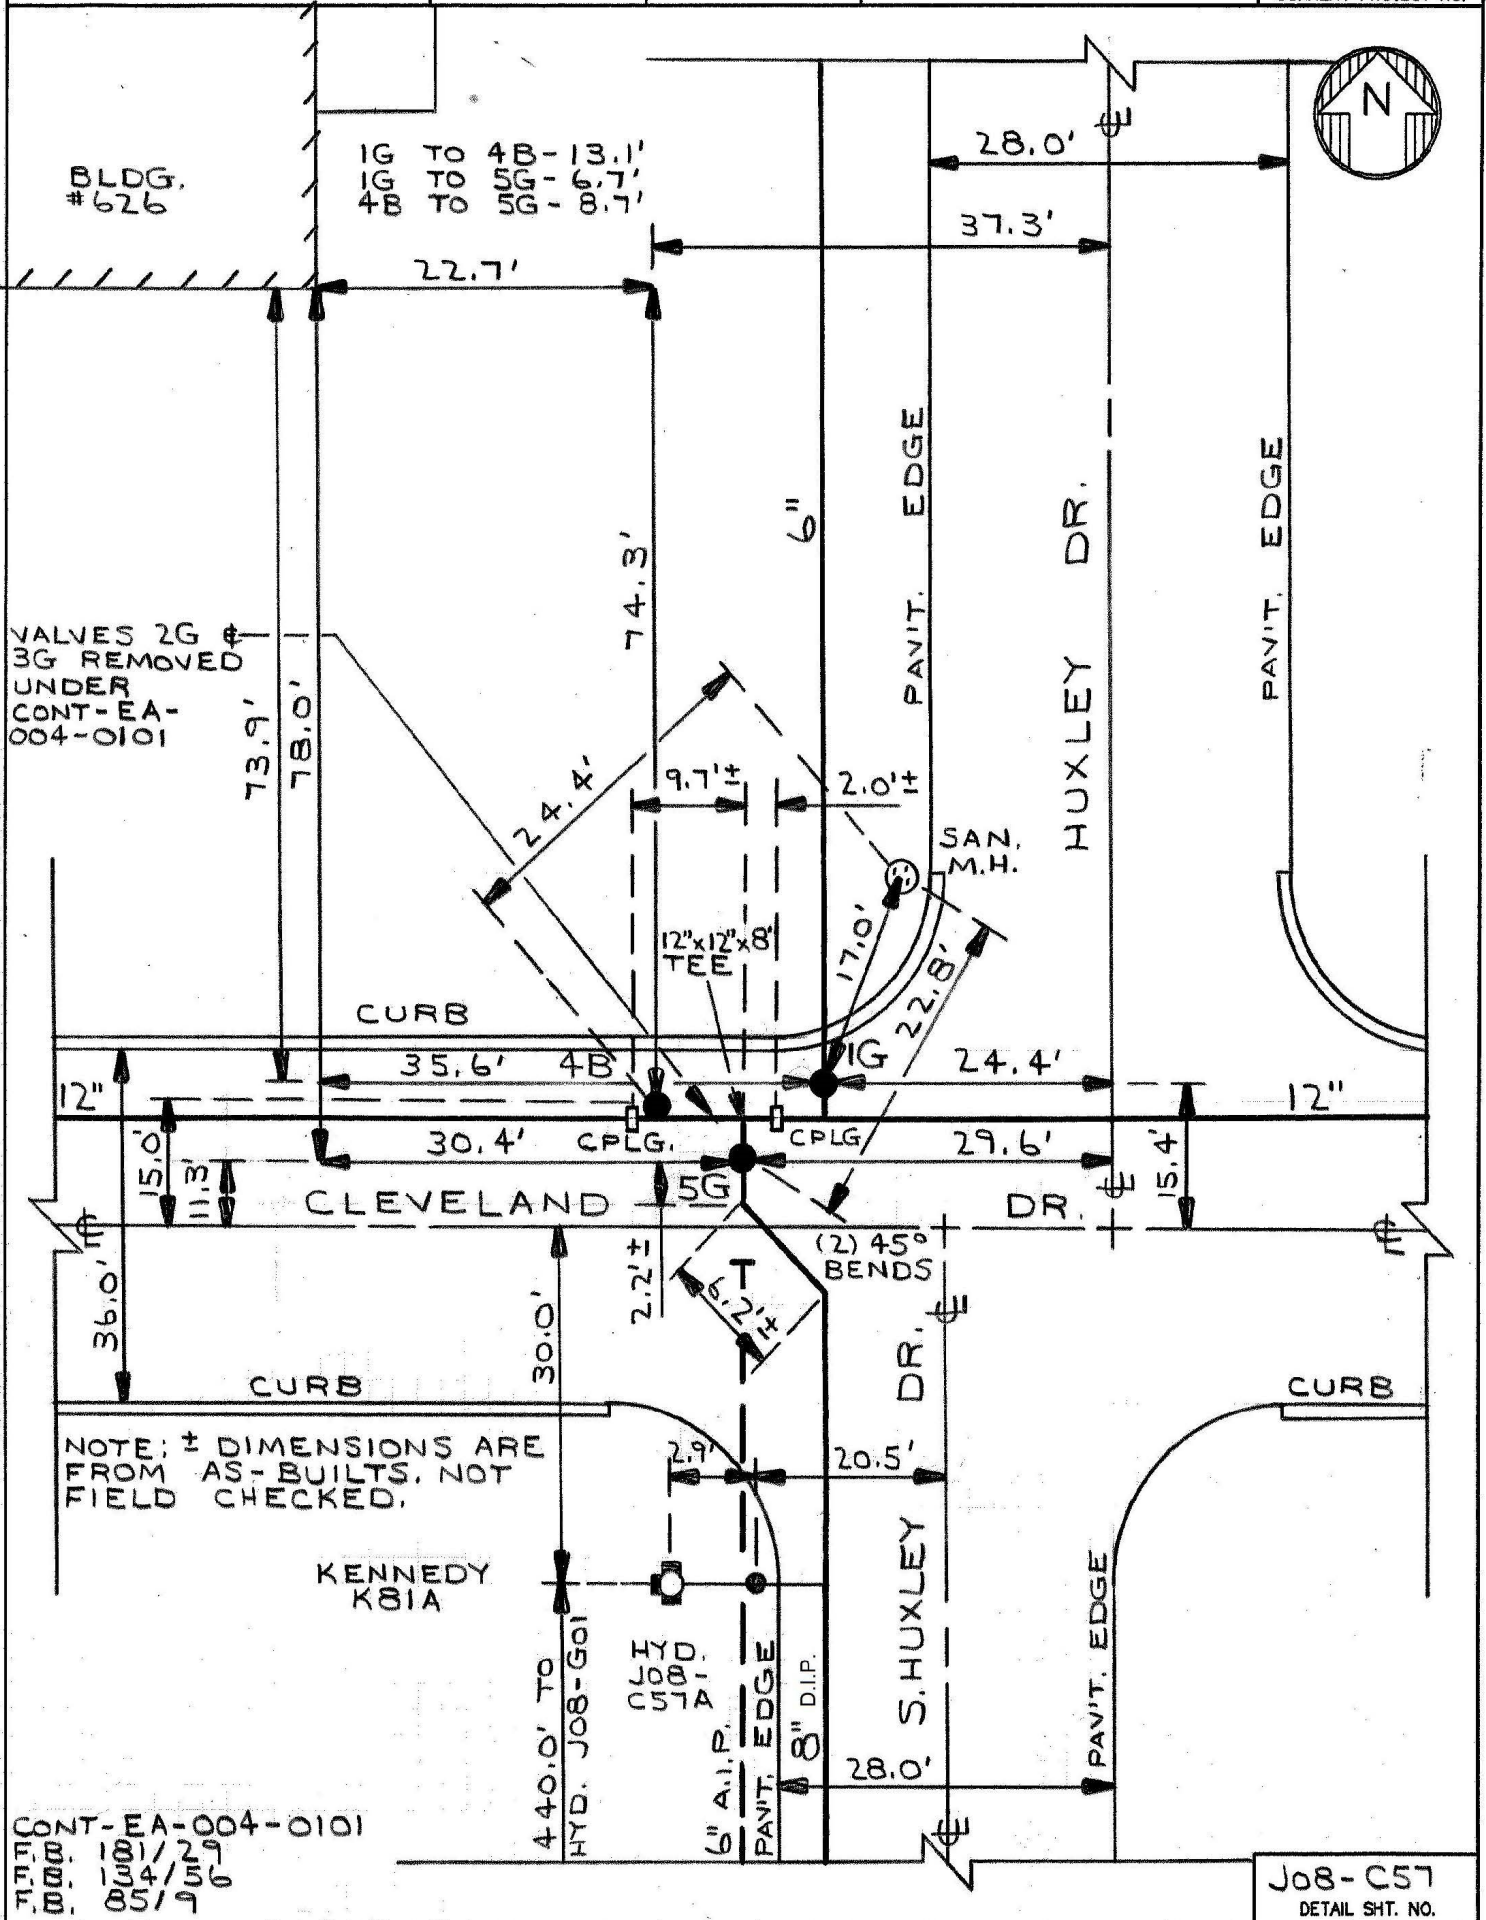 N
BLDG.
#626
1G TO 4B-13.1'
1G TO 5G-6.7'
4B TO 5G-8.7'
28.0'
37.3'
22.7'
6"
PAV'T. EDGE
HUXLEY DR.
PAV'T. EDGE
74.3'
VALVES 2G &
3G REMOVED
UNDER
CONT-EA-
004-0101
73.9'
78.0'
24.4'
9.7'±
2.0'±
SAN.
M.H.
12"x12"x8"
TEE
17.0'
22.8'
CURB
35.6'
4B
1G
24.4'
12"
12"
30.4'
CPLG.
CPLG
29.6'
15.0'
11.3'
15.4'
5G
CLEVELAND DR.
(2) 45°
BENDS
36.0'
2.2'±
6.2'±
30.0'
CURB
CURB
NOTE: ± DIMENSIONS ARE
FROM AS-BUILTS. NOT
FIELD CHECKED.
2.9'
20.5'
S. HUXLEY DR.
KENNEDY
K81A
HYD.
J08-
C57A
440.0' TO
HYD. J08-G01
6" A.I.P.
PAV'T. EDGE
8" D.I.P.
28.0'
PAV'T. EDGE
CONT-EA-004-0101
F.B. 181/29
F.B. 134/56
F.B. 85/9
J08-C57
DETAIL SHT. NO.